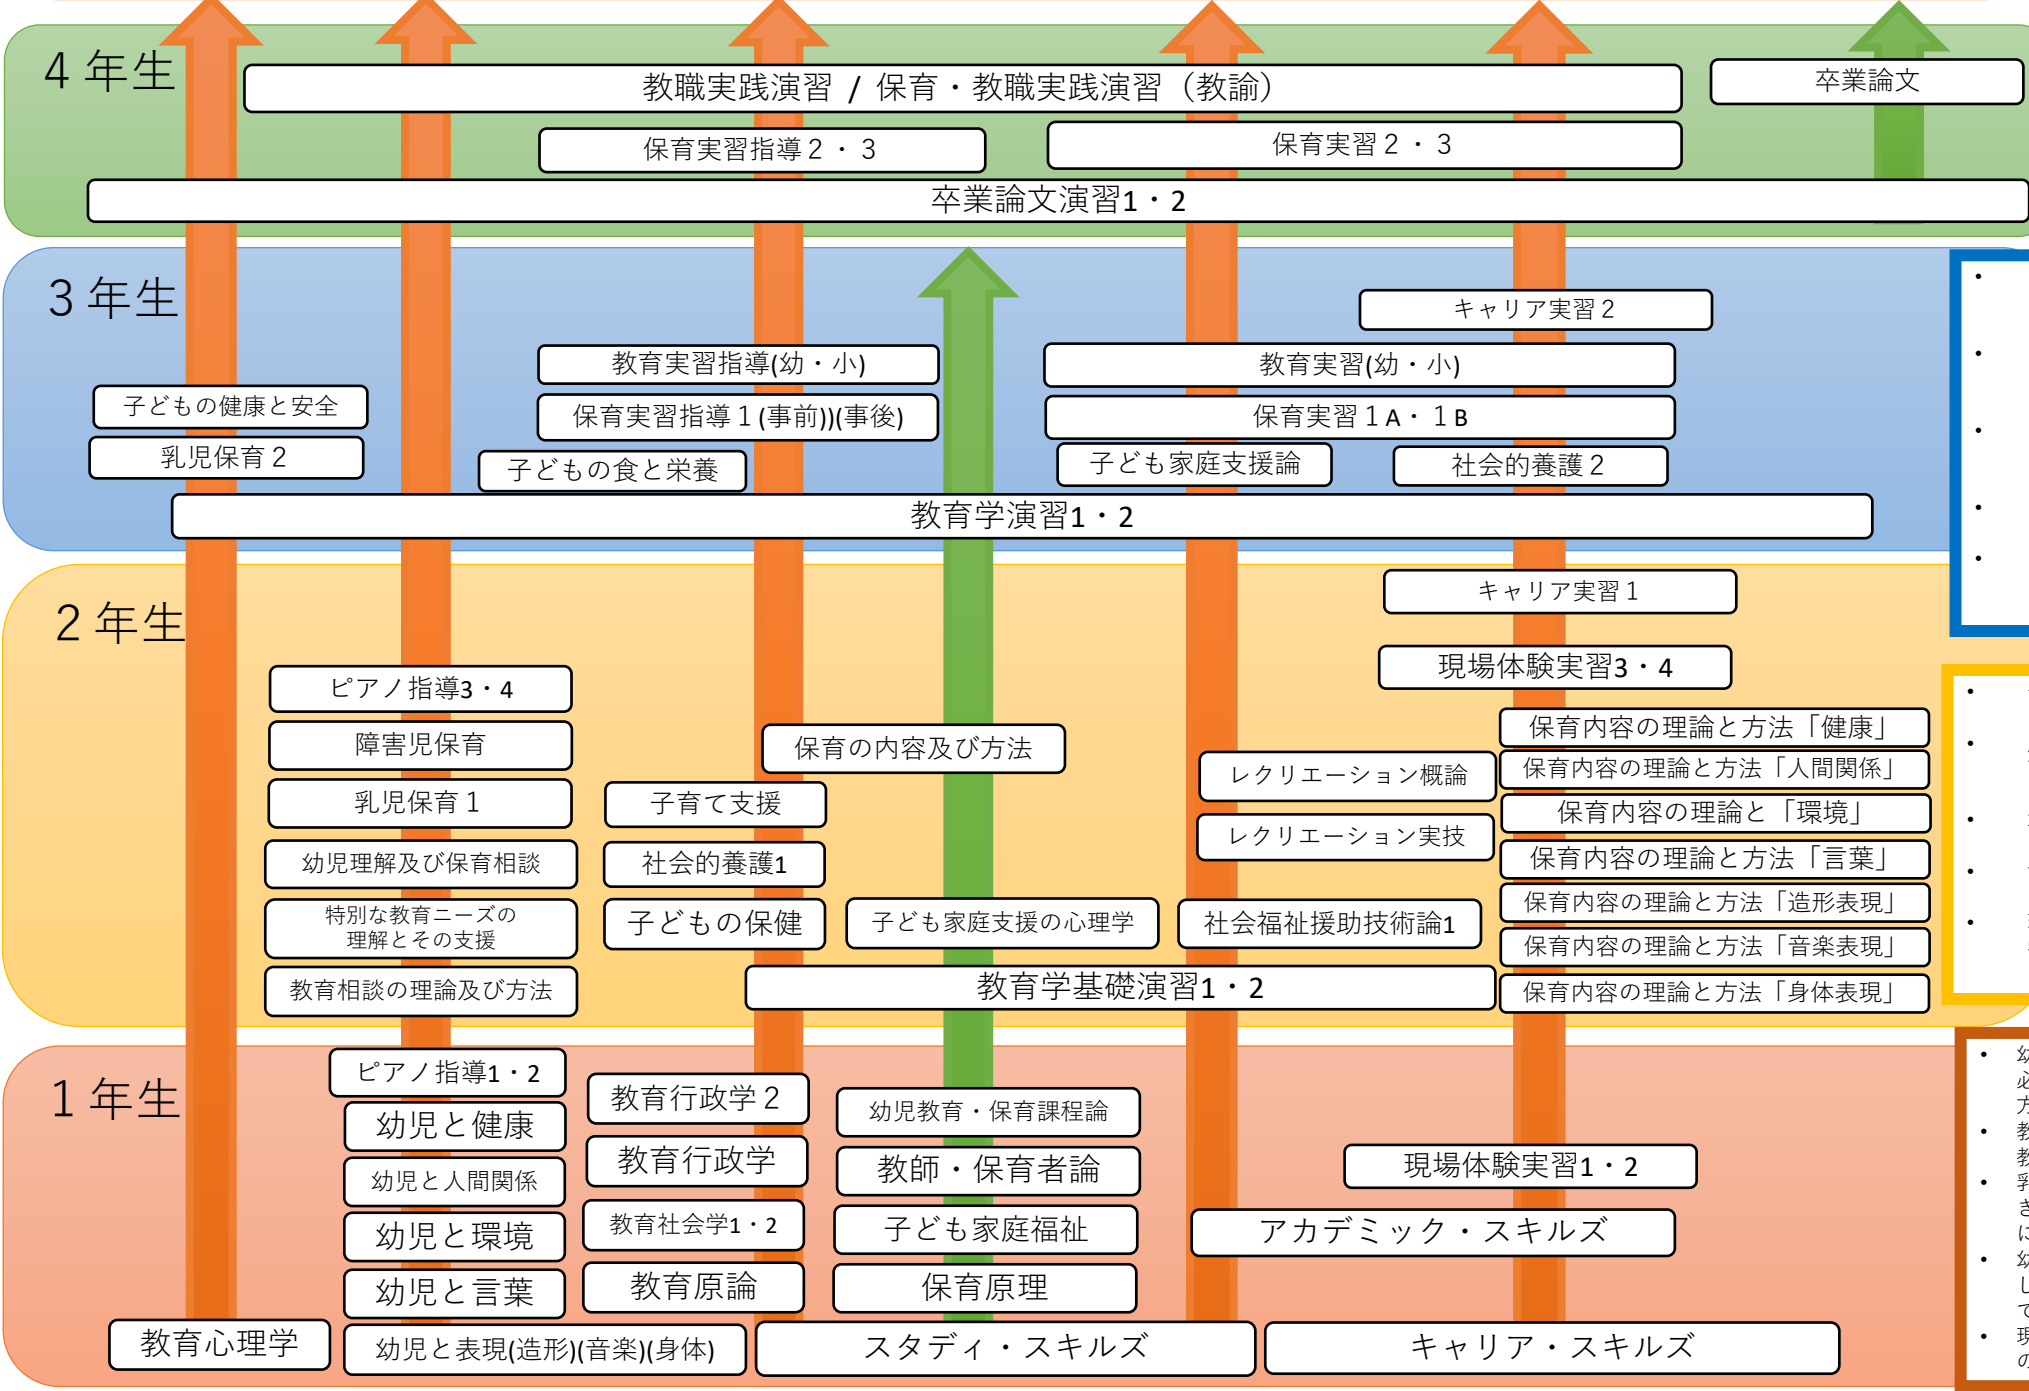 4 年生
教職実践演習 / 保育・教職実践演習（教諭）
卒業論文
保育実習指導２・３
保育実習２・３
卒業論文演習1・2
3 年生
キャリア実習２
教育実習指導(幼・小)
教育実習(幼・小)
子どもの健康と安全
保育実習指導１(事前))(事後)
保育実習１A・１B
乳児保育２
子どもの食と栄養
子ども家庭支援論
社会的養護２
教育学演習1・2
2 年生
キャリア実習１
現場体験実習3・4
ピアノ指導3・4
障害児保育
保育の内容及び方法
保育内容の理論と方法「健康」
乳児保育１
子育て支援
レクリエーション概論
保育内容の理論と方法「人間関係」
保育内容の理論と「環境」
レクリエーション実技
幼児理解及び保育相談
社会的養護1
保育内容の理論と方法「言葉」
特別な教育ニーズの
理解とその支援
子どもの保健
子ども家庭支援の心理学
社会福祉援助技術論1
保育内容の理論と方法「造形表現」
保育内容の理論と方法「音楽表現」
教育相談の理論及び方法
教育学基礎演習1・2
保育内容の理論と方法「身体表現」
1 年生
ピアノ指導1・2
教育行政学２
幼児教育・保育課程論
幼児と健康
教育行政学
教師・保育者論
現場体験実習1・2
幼児と人間関係
教育社会学1・2
子ども家庭福祉
アカデミック・スキルズ
幼児と環境
教育原論
保育原理
幼児と言葉
教育心理学
幼児と表現(造形)(音楽)(身体)
スタディ・スキルズ
キャリア・スキルズ
• 幼
必
方
• 教
教
• 乳
き
に
• 幼
し
て
• 現
の